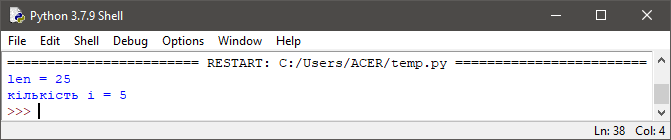 Python 3.7.9 Shell
File Edit Shell Debug Options Window Help
========================= RESTART: C:/Users/ACER/temp.py =========================
len = 25
кількість і = 5
>>>
Ln: 38 Col: 4